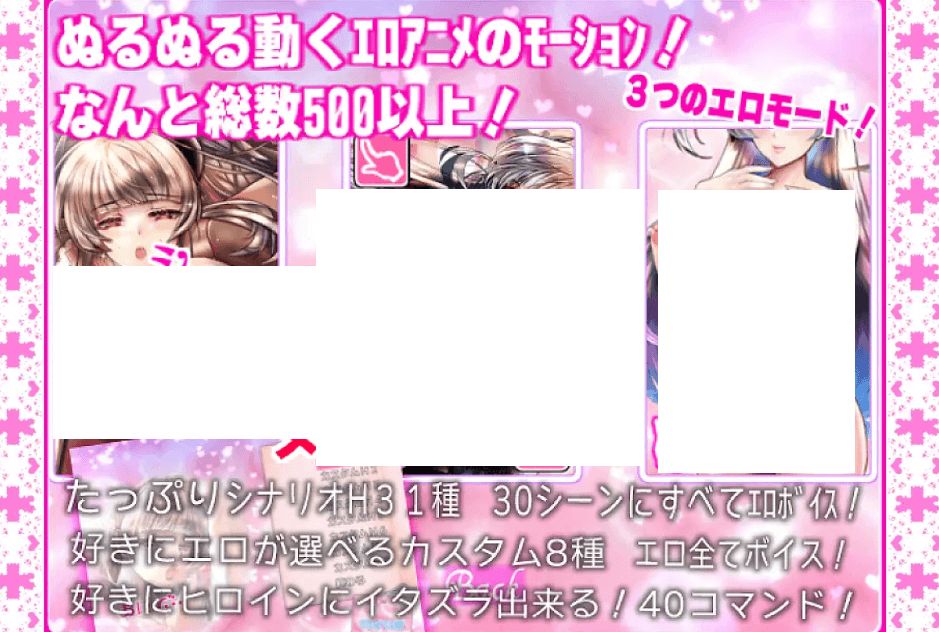 ぬるぬる動くエロアニメのモーション！
なんと総数500以上！
３つのエロモード！
たっぷりシナリオH３１種　30シーンにすべてエロボイス！
好きにエロが選べるカスタム8種　エロ全てボイス！
Back
好きにヒロインにイタズラ出来る！40コマンド！